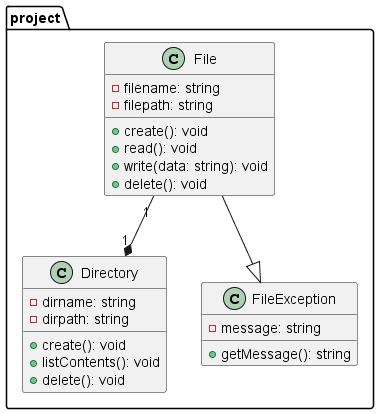 project
C File
filename: string
filepath: string
create(): void
read(): void
write(data: string): void
delete(): void
1
1
C Directory
dirname: string
dirpath: string
create(): void
listContents(): void
delete(): void
C FileException
message: string
getMessage(): string